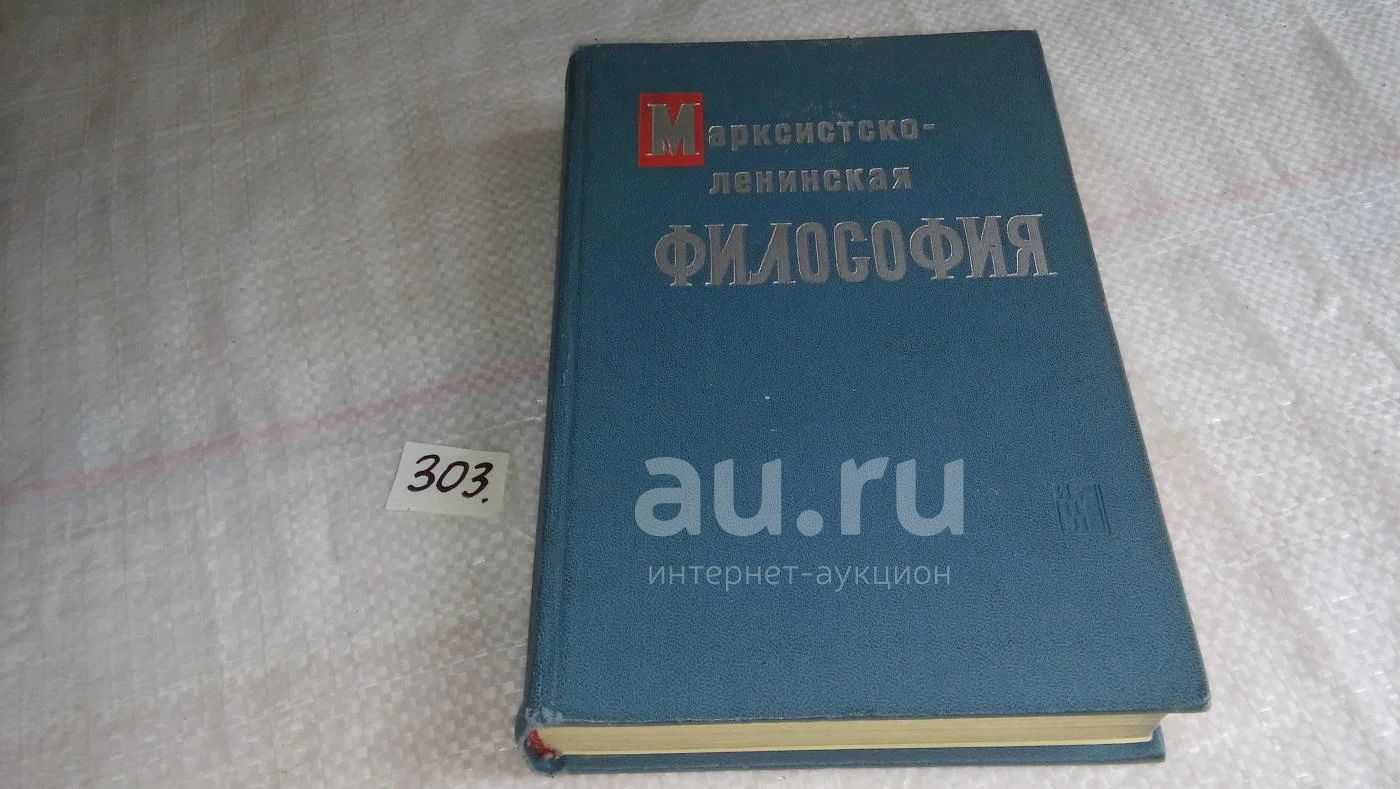 Марксистско-
ленинская
ФИЛОСОФИЯ
303.
au.ru
интернет-аукцион